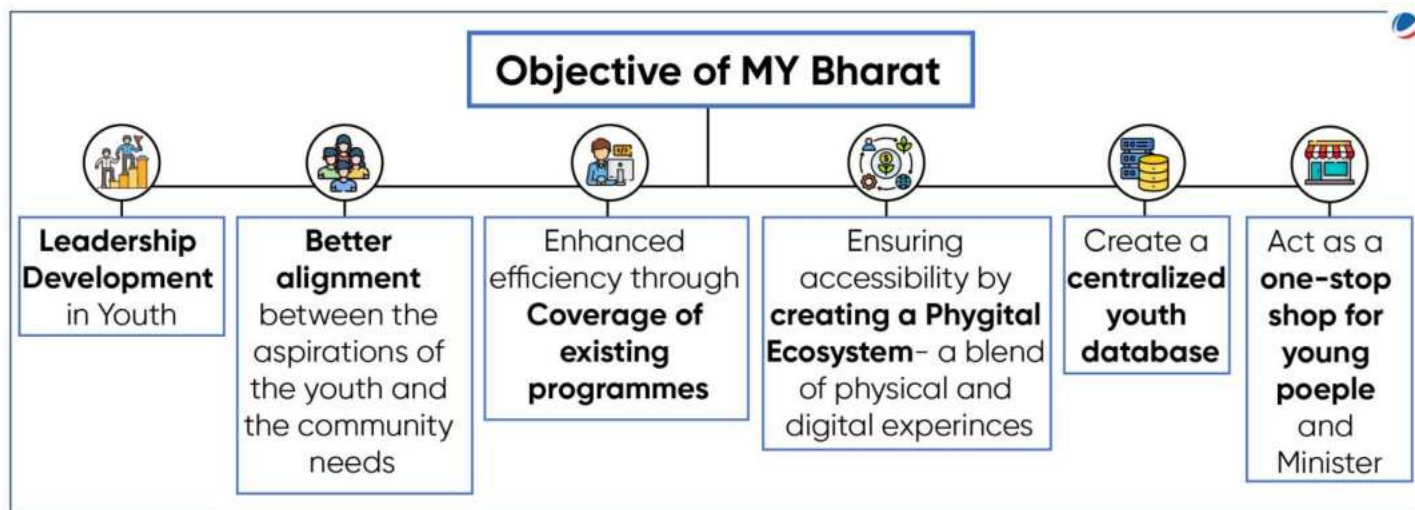 Objective of MY Bharat
Leadership
Development
in Youth
Better
alignment
between the
aspirations of
the youth and
the community
needs
Enhanced
efficiency through
Coverage of
existing
programmes
Ensuring
accessibility by
creating a Phygital
Ecosystem- a blend
of physical and
digital experinces
Create a
centralized
youth
database
Act as a
one-stop
shop for
young
poeple
and
Minister